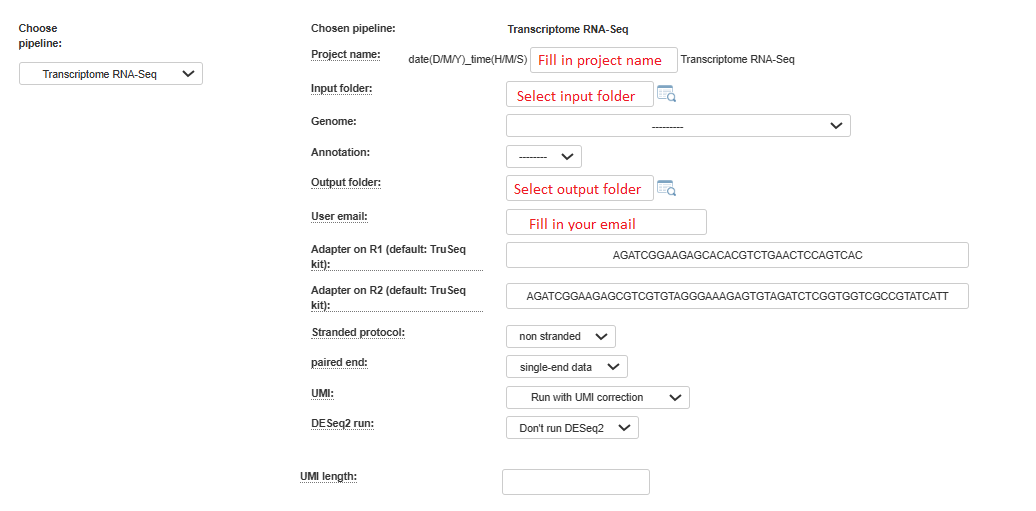 Choose
pipeline:
Transcriptome RNA-Seq
Chosen pipeline:
Transcriptome RNA-Seq
Project name:
date(D/M/Y)_time(H/M/S) Fill in project name Transcriptome RNA-Seq
Input folder:
Select input folder
Genome:
---------
Annotation:
--------
Output folder:
Select output folder
User email:
Fill in your email
Adapter on R1 (default: TruSeq
kit):
AGATCGGAAGAGCACACGTCTGAACTCCAGTCAC
Adapter on R2 (default: TruSeq
kit):
AGATCGGAAGAGCGTCGTGTAGGGAAAGAGTGTAGATCTCGGTGGTCGCCGTATCATT
Stranded protocol:
non stranded
paired end:
single-end data
UMI:
Run with UMI correction
DESeq2 run:
Don't run DESeq2
UMI length: